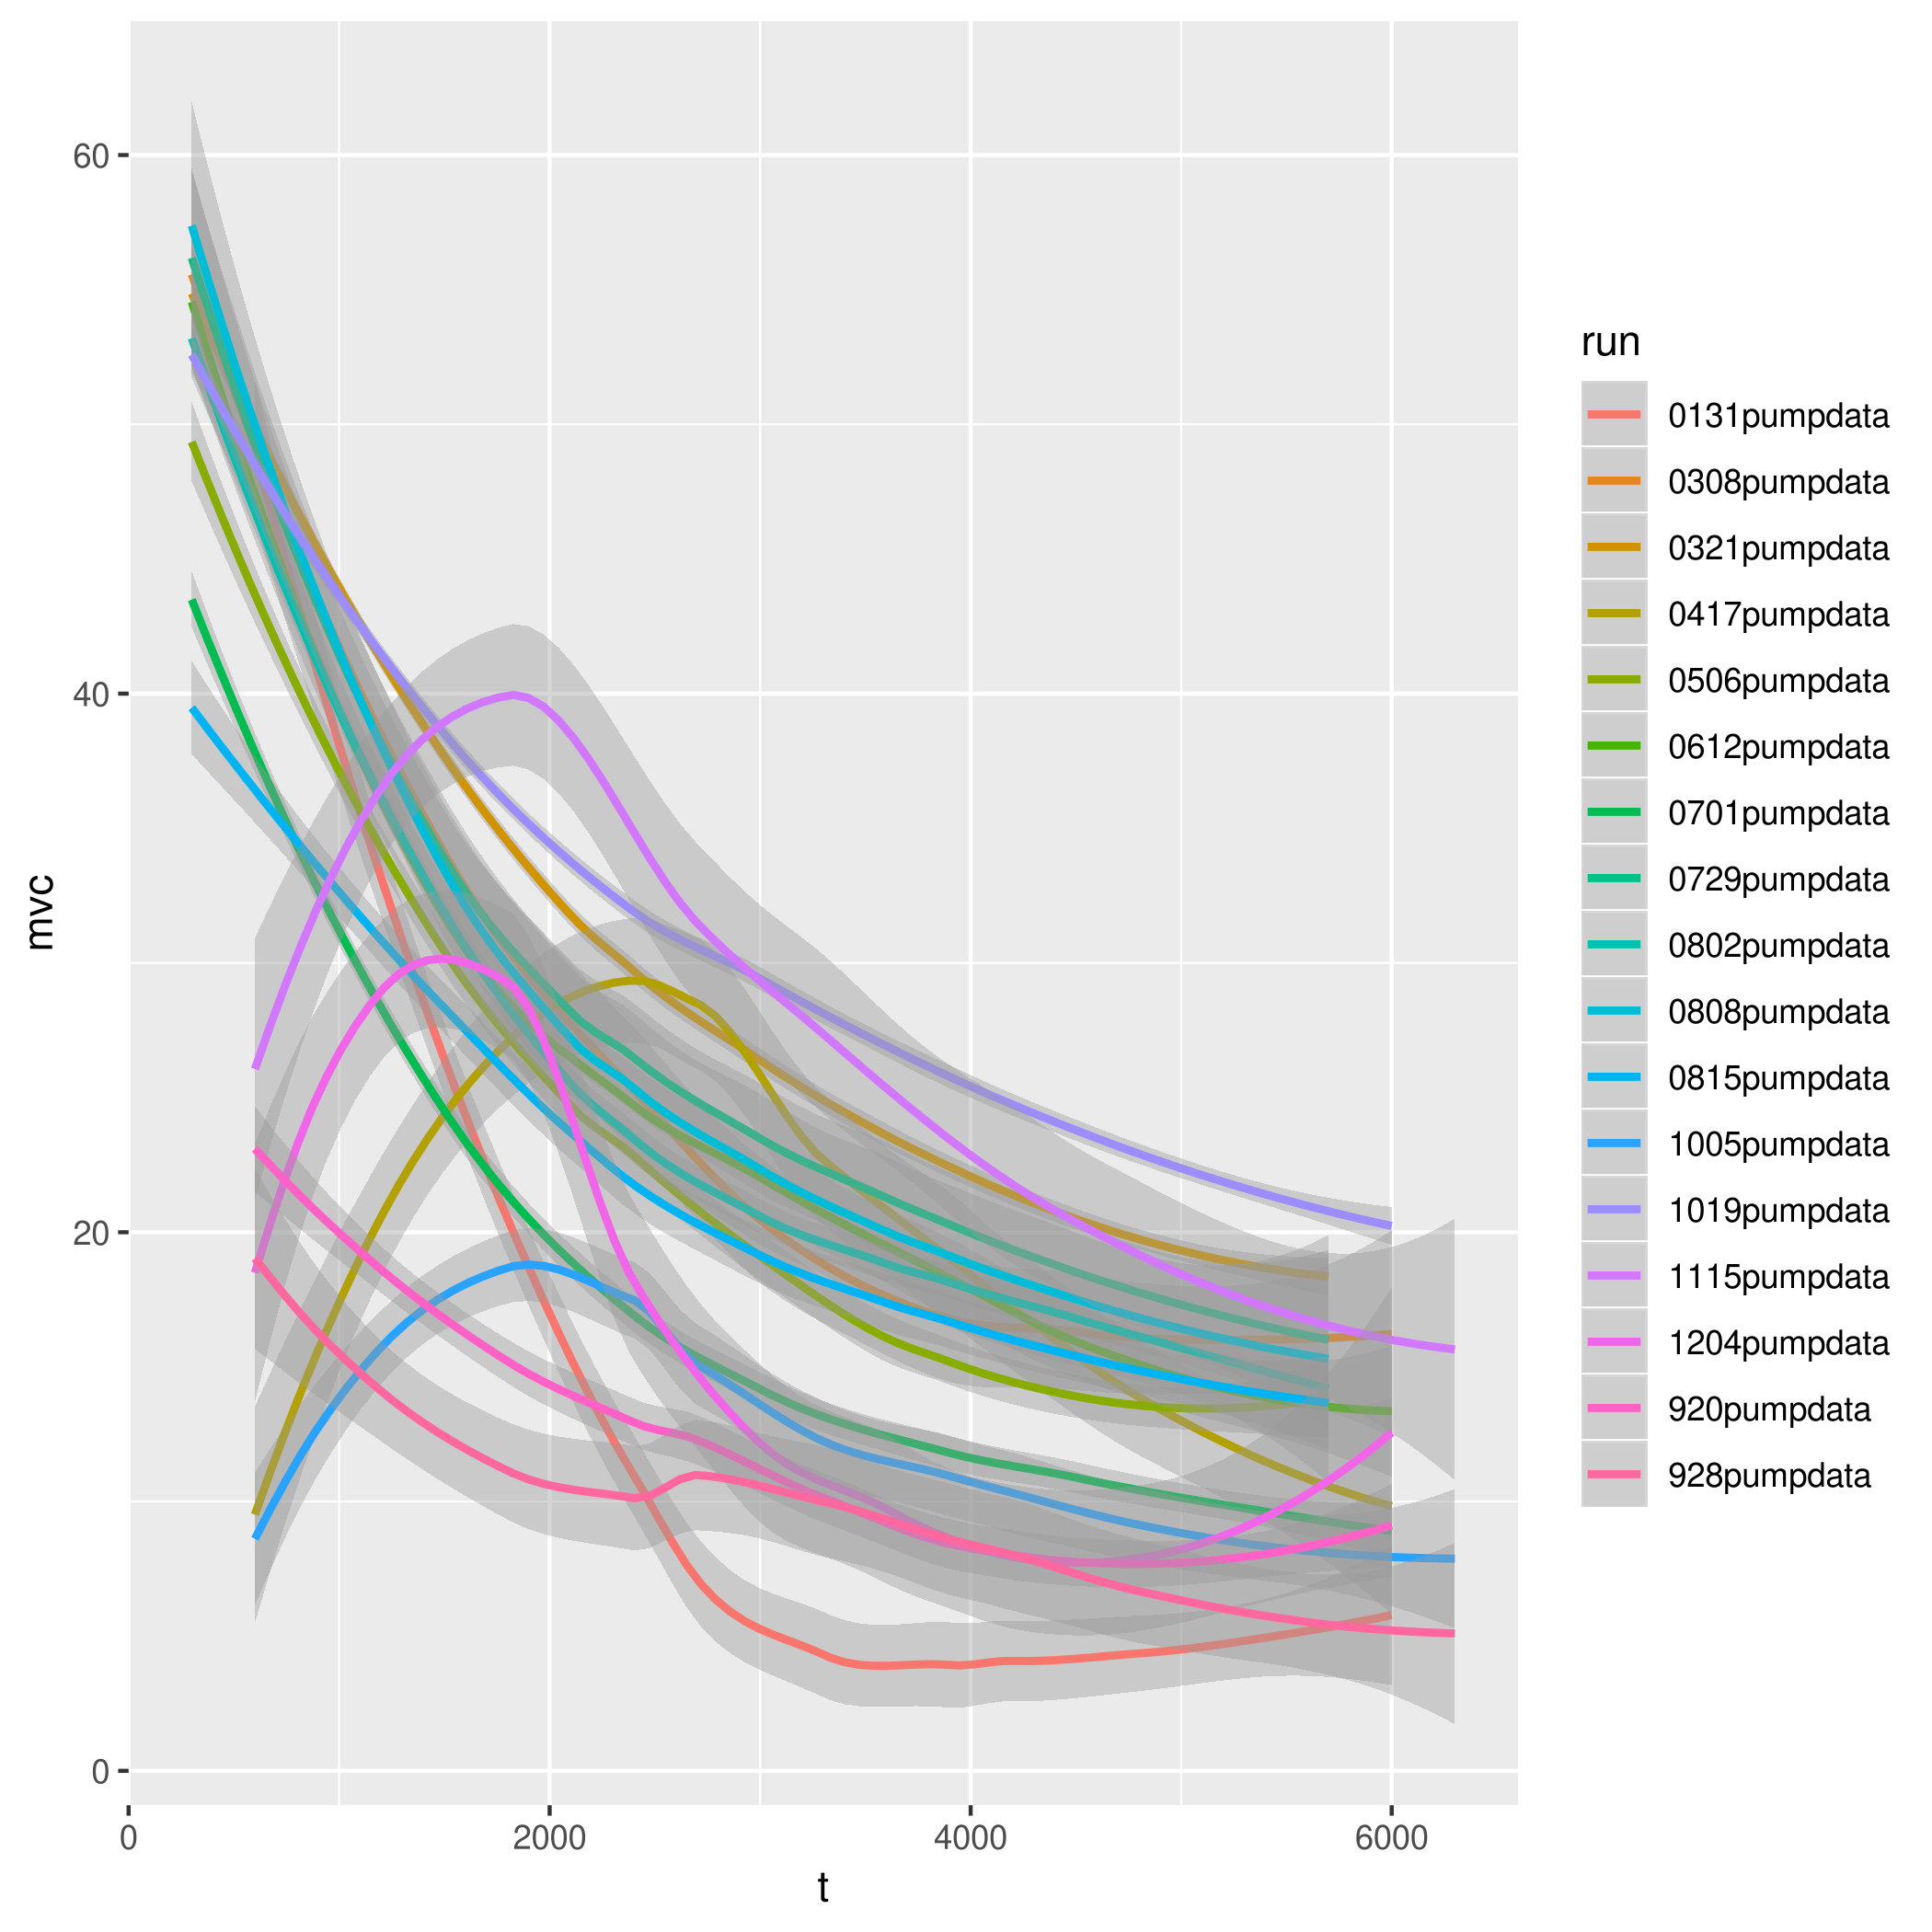 60
40
20
0
mvc
0
2000
4000
6000
t
run
0131pumpdata
0308pumpdata
0321pumpdata
0417pumpdata
0506pumpdata
0612pumpdata
0701pumpdata
0729pumpdata
0802pumpdata
0808pumpdata
0815pumpdata
1005pumpdata
1019pumpdata
1115pumpdata
1204pumpdata
920pumpdata
928pumpdata